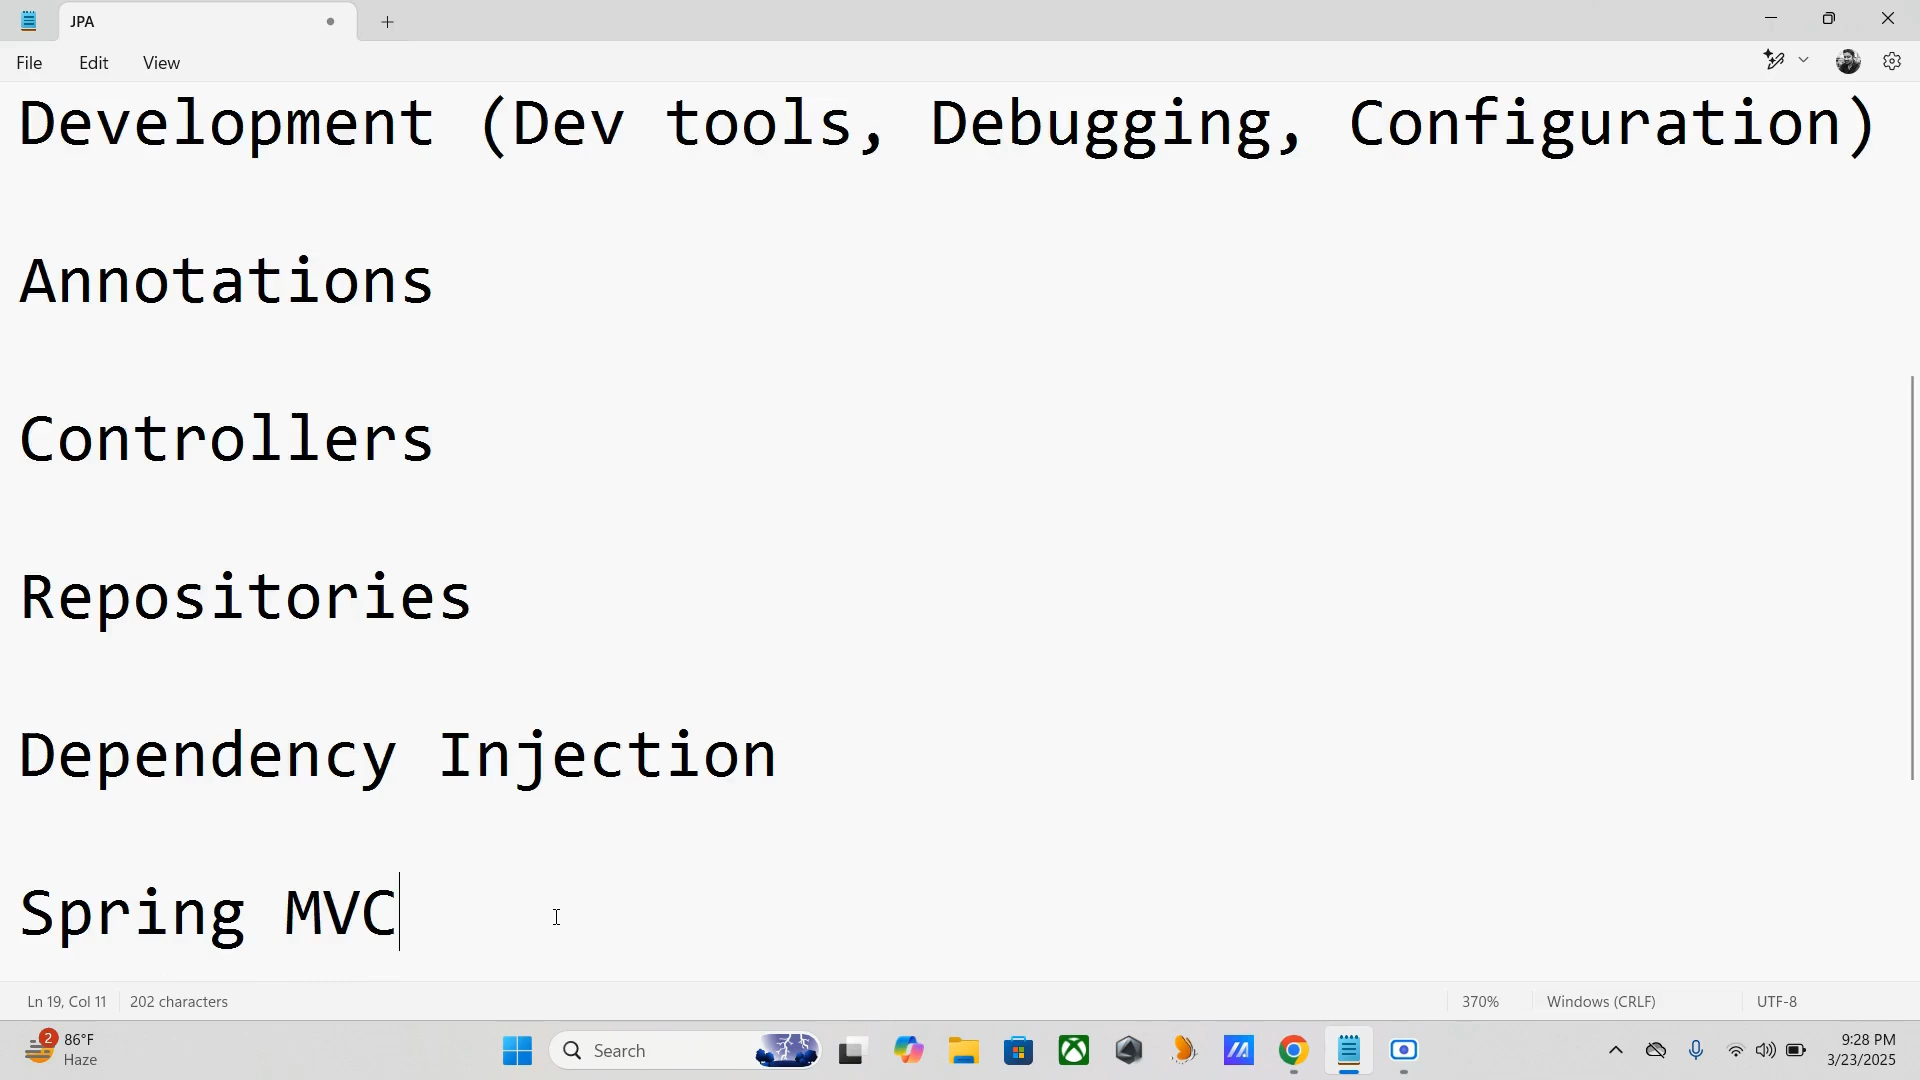 JPA
File Edit View
Development (Dev tools, Debugging, Configuration)
Annotations
Controllers
Repositories
Dependency Injection
Spring MVC
Ln 19, Col 11 202 characters 370% Windows (CRLF) UTF-8
2 86°F Haze Search 9:28 PM 3/23/2025